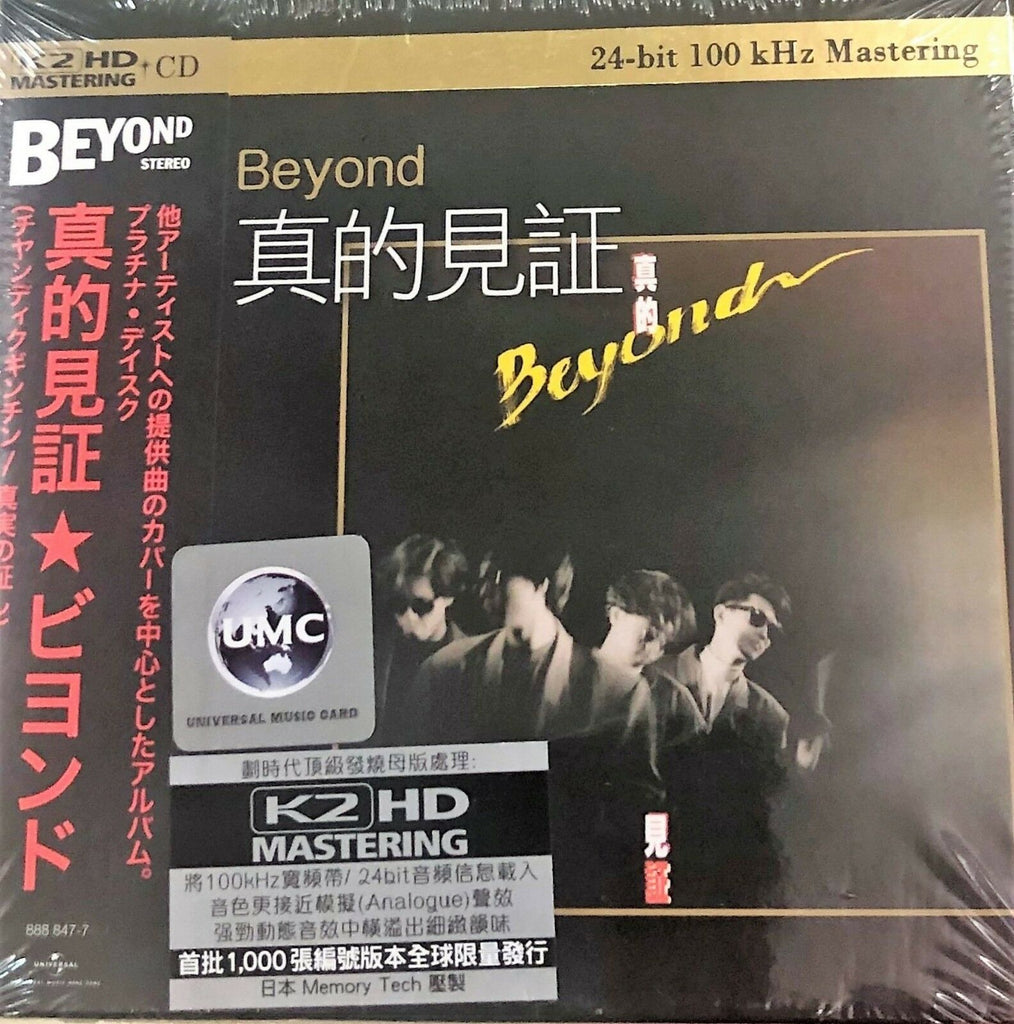 K2 HD
MASTERING + CD
24-bit 100 kHz Mastering
BEYOND
STEREO
他アーティストへの提供曲のカバーを中心としたアルバム。
プラチナ・デイスク
真的見証★ビヨンド
(チャンディクギンチン/真実の証し
888 847-7
UNIVERSAL
Beyond
真的見証
真的
Beyond
見証
UMC
UNIVERSAL MUSIC CARD
劃時代頂級發燒母版處理:
K2 HD
MASTERING
將100kHz寬頻帶/ 24bit音頻信息載入
音色更接近模擬(Analogue)聲效
强勁動態音效中橫溢出細緻韻味
首批1,000張編號版本全球限量發行
日本 Memory Tech 壓製